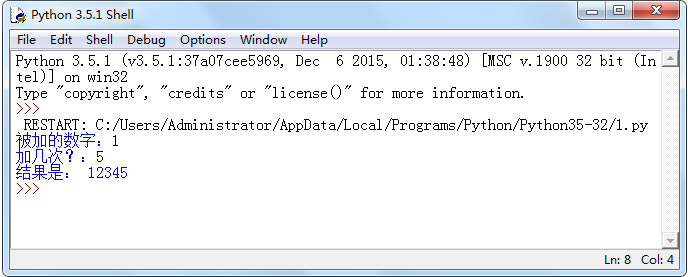 Python 3.5.1 Shell
File Edit Shell Debug Options Window Help
Python 3.5.1 (v3.5.1:37a07cee5969, Dec  6 2015, 01:38:48) [MSC v.1900 32 bit (In
tel)] on win32
Type "copyright", "credits" or "license()" for more information.
>>>
 RESTART: C:/Users/Administrator/AppData/Local/Programs/Python/Python35-32/1.py
被加的数字：1
加几次？：5
结果是： 12345
>>>
Ln: 8 Col: 4